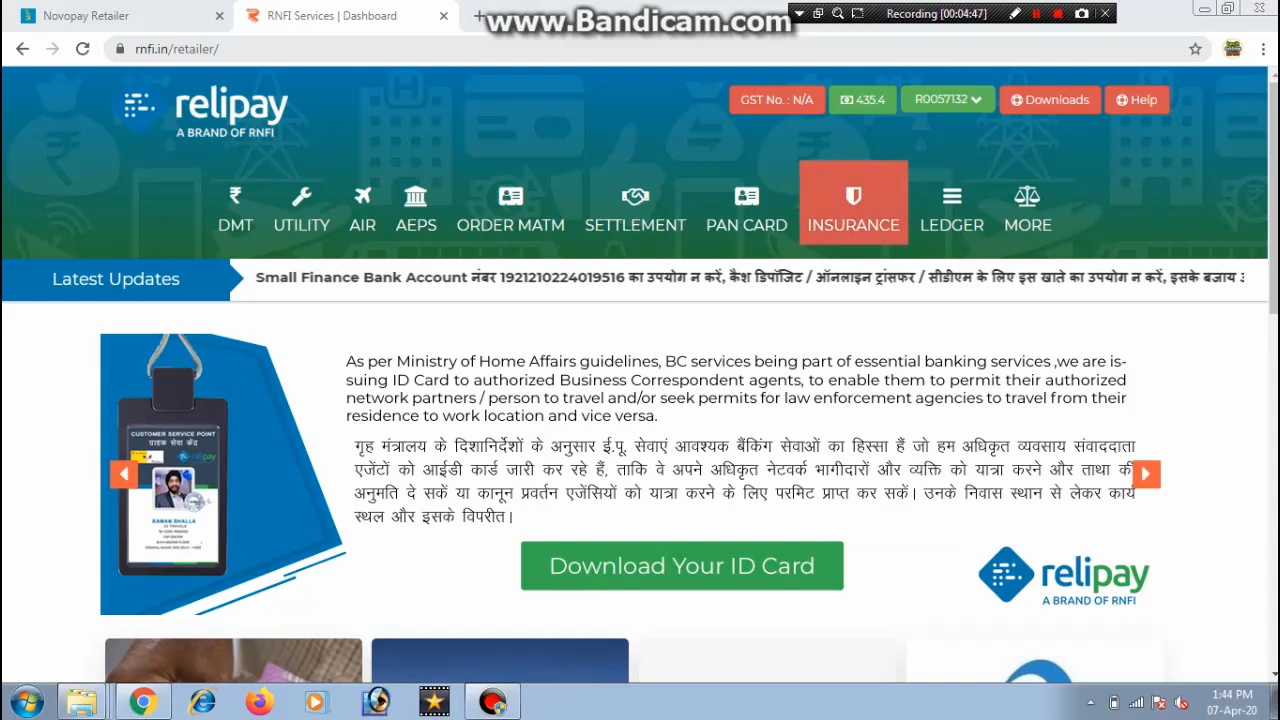 Novopay Retailer
RNFI Services | Dashboard
www.Bandicam.com
Recording [00:04:47]
rnfi.in/retailer/
relipay
A BRAND OF RNFI
GST No. : N/A
435.4
R0057132
Downloads
Help
DMT
UTILITY
AIR
AEPS
ORDER MATM
SETTLEMENT
PAN CARD
INSURANCE
LEDGER
MORE
Latest Updates
Small Finance Bank Account नंबर 1921210224019516 का उपयोग न करें, कैश डिपॉजिट / ऑनलाइन ट्रांसफर / सीडीएम के लिए इस खाते का उपयोग न करें, इसके बजाय
As per Ministry of Home Affairs guidelines, BC services being part of essential banking services ,we are is-
suing ID Card to authorized Business Correspondent agents, to enable them to permit their authorized
network partners / person to travel and/or seek permits for law enforcement agencies to travel from their
residence to work location and vice versa.
गृह मंत्रालय के दिशानिर्देशों के अनुसार ई.पू. सेवाएं आवश्यक बैंकिंग सेवाओं का हिस्सा हैं जो हम अधिकृत व्यवसाय संवाददाता
एजेंटों को आईडी कार्ड जारी कर रहे हैं, ताकि वे अपने अधिकृत नेटवर्क भागीदारों और व्यक्ति को यात्रा करने और ताथा की
अनुमति दे सकें या कानून प्रवर्तन एजेंसियों को यात्रा करने के लिए परमिट प्राप्त कर सकें। उनके निवास स्थान से लेकर कार्य
स्थल और इसके विपरीत।
CUSTOMER SERVICE POINT
ग्राहक सेवा केंद्र
relipay
RAMAN BHALLA
Download Your ID Card
relipay
A BRAND OF RNFI
1:44 PM
07-Apr-20